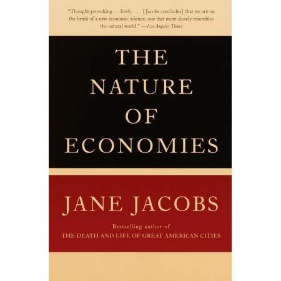 "Thought-provoking . . . lively. . . . [Jacobs concludes] that we are on
the brink of a new economic science, one that more closely resembles
the natural world." —Los Angeles Times
THE
NATURE
OF
ECONOMIES
JANE JACOBS
Bestselling author of
THE DEATH AND LIFE OF GREAT AMERICAN CITIES